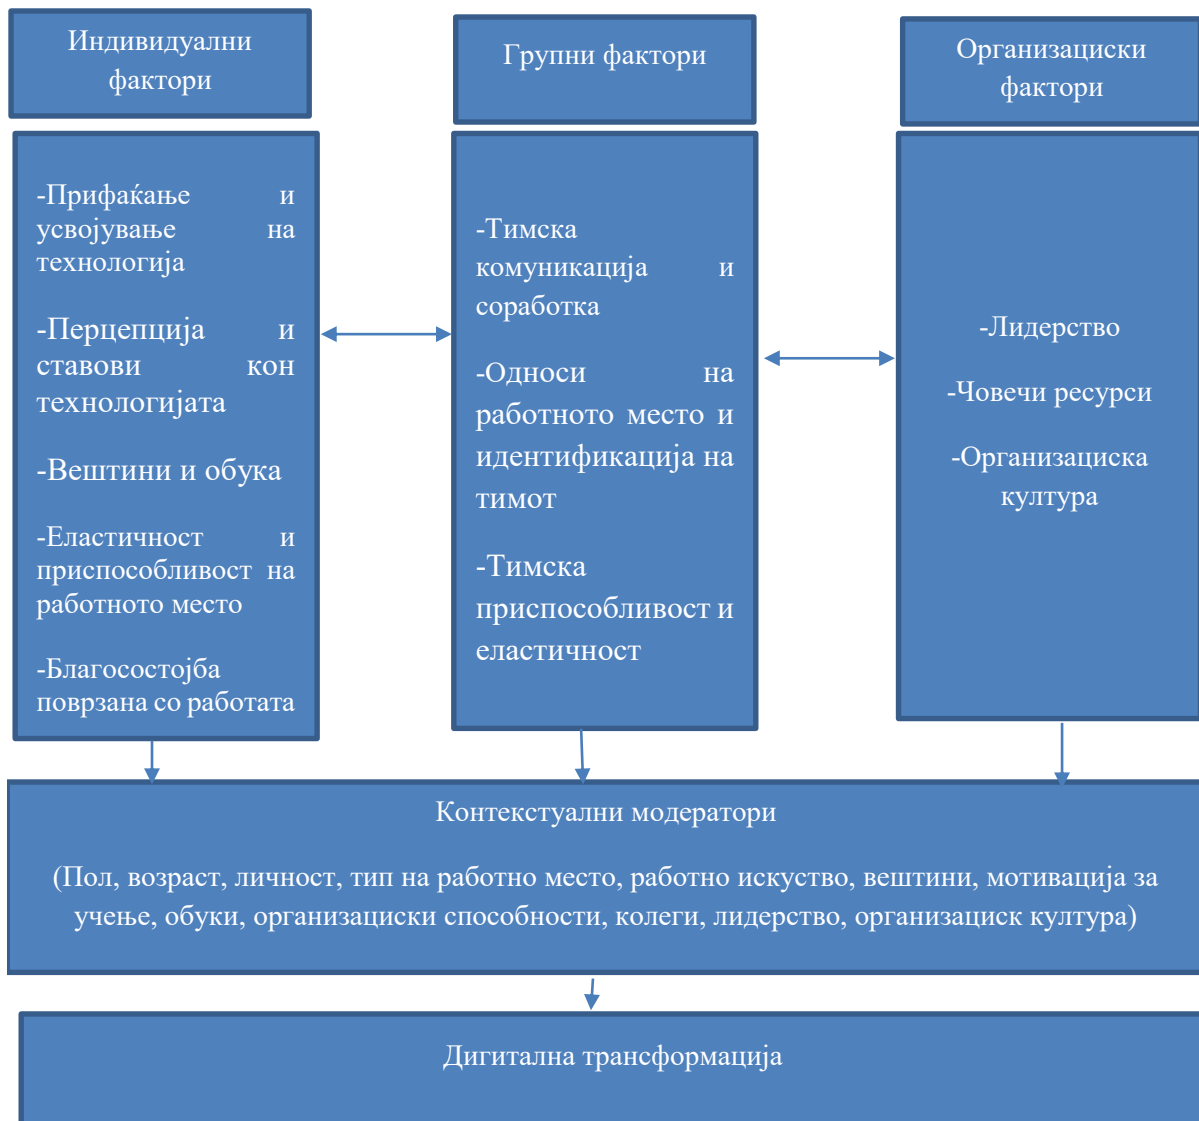 Индивидуални
фактори
Групни фактори
Организациски
фактори
-Прифаќање и
усвојување на
технологија
-Перцепција и
ставови кон
технологијата
-Вештини и обука
-Еластичност и
приспособливост на
работното место
-Благосостојба
поврзана со работата
-Тимска
комуникација и
соработка
-Односи на
работното место и
идентификација на
тимот
-Тимска
приспособливост и
еластичност
-Лидерство
-Човечи ресурси
-Организациска
култура
Контекстуални модератори
(Пол, возраст, личност, тип на работно место, работно искуство, вештини, мотивација за
учење, обуки, организациски способности, колеги, лидерство, организациск култура)
Дигитална трансформација